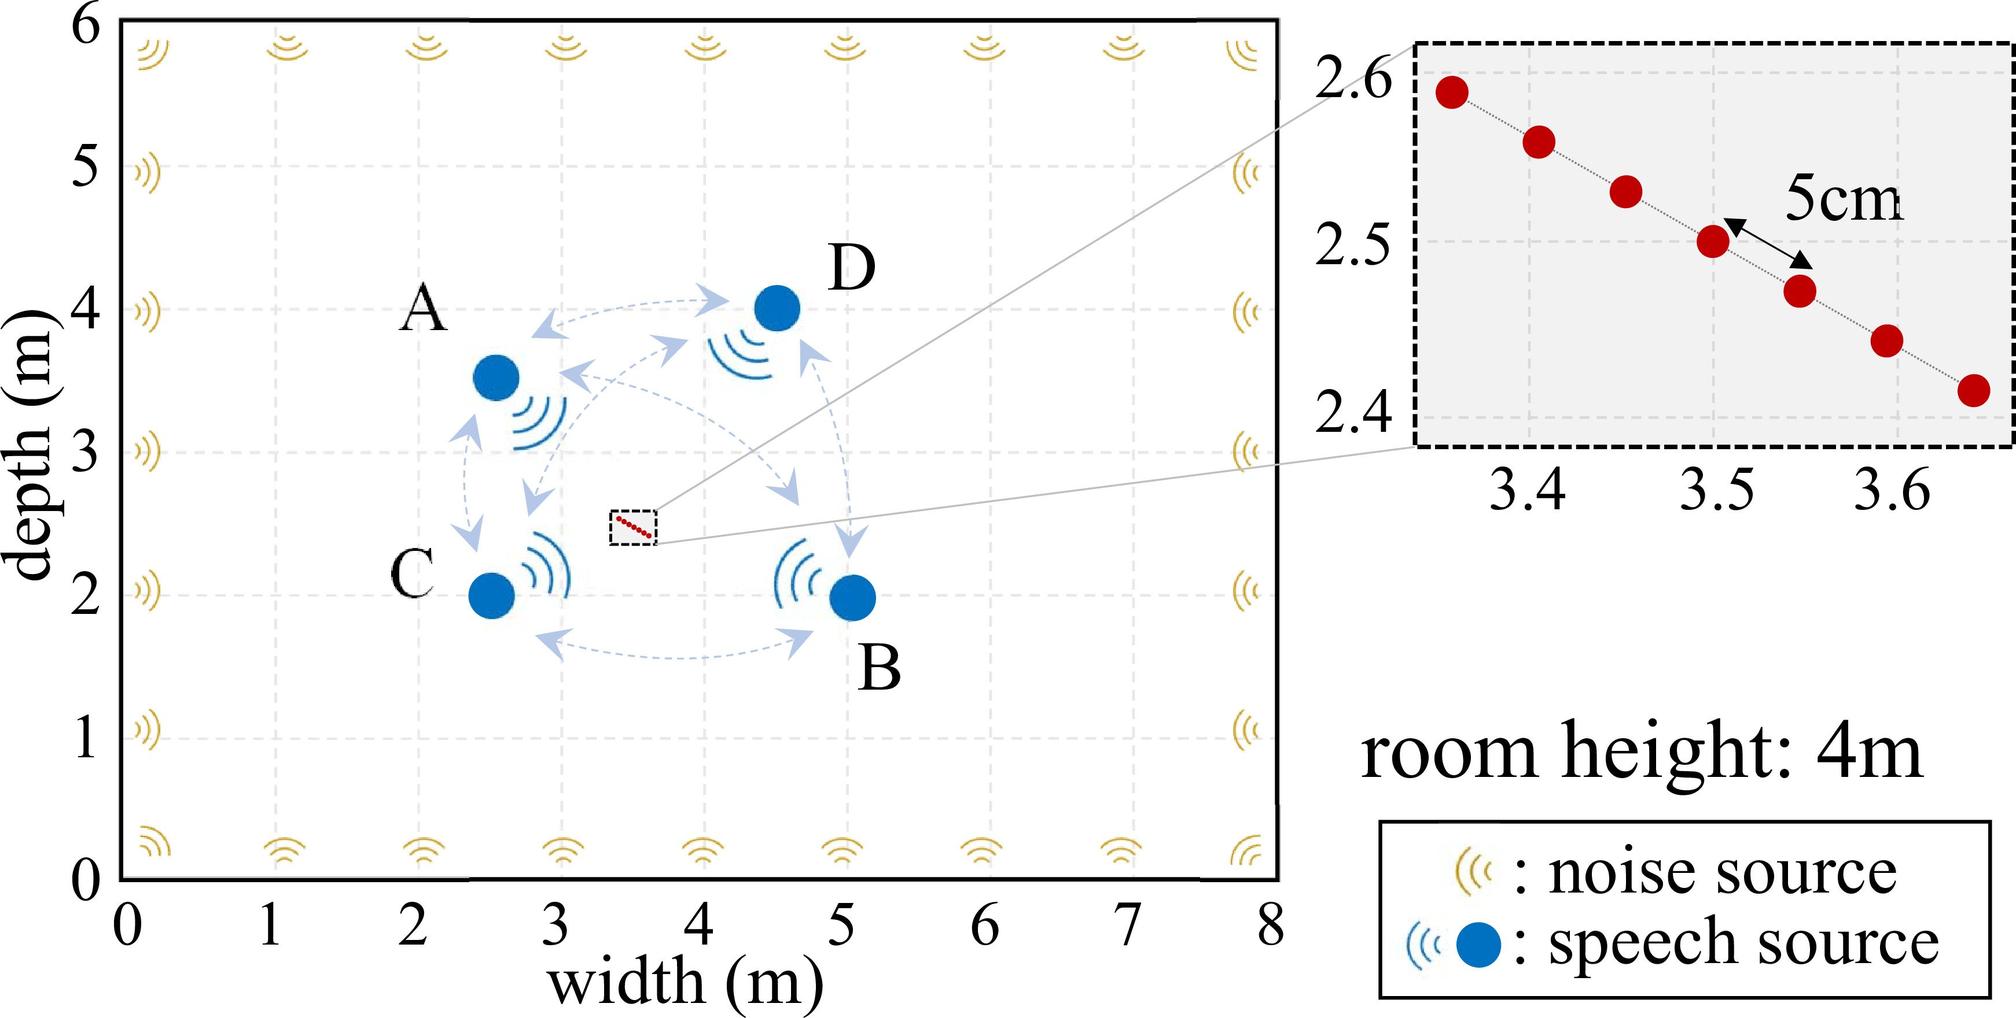 6
5
4
3
2
1
0
depth (m)
0 1 2 3 4 5 6 7 8
width (m)
A
D
C
B
2.6
2.5
2.4
5cm
3.4 3.5 3.6
room height: 4m
: noise source
: speech source